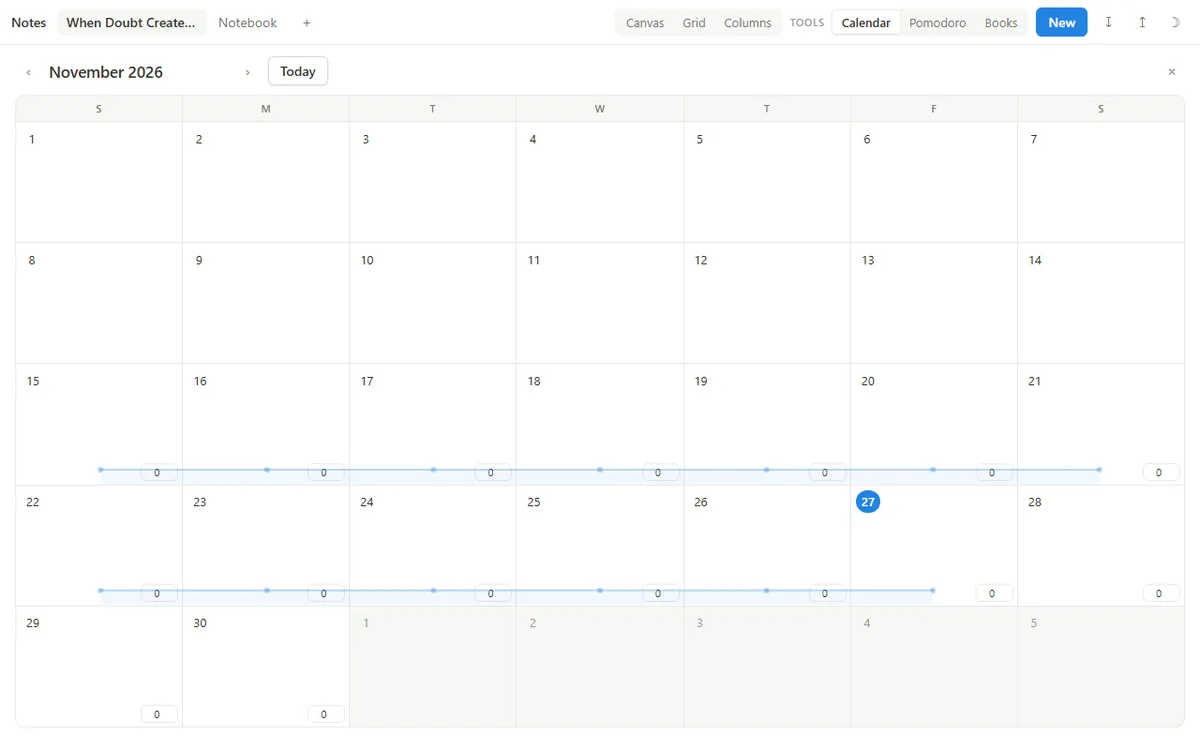 Notes When Doubt Create... Notebook + Canvas Grid Columns TOOLS Calendar Pomodoro Books New
November 2026 Today
S M T W T F S
1 2 3 4 5 6 7
8 9 10 11 12 13 14
15 16 17 18 19 20 21
0 0 0 0 0 0 0
22 23 24 25 26 27 28
0 0 0 0 0 0 0
29 30 1 2 3 4 5
0 0